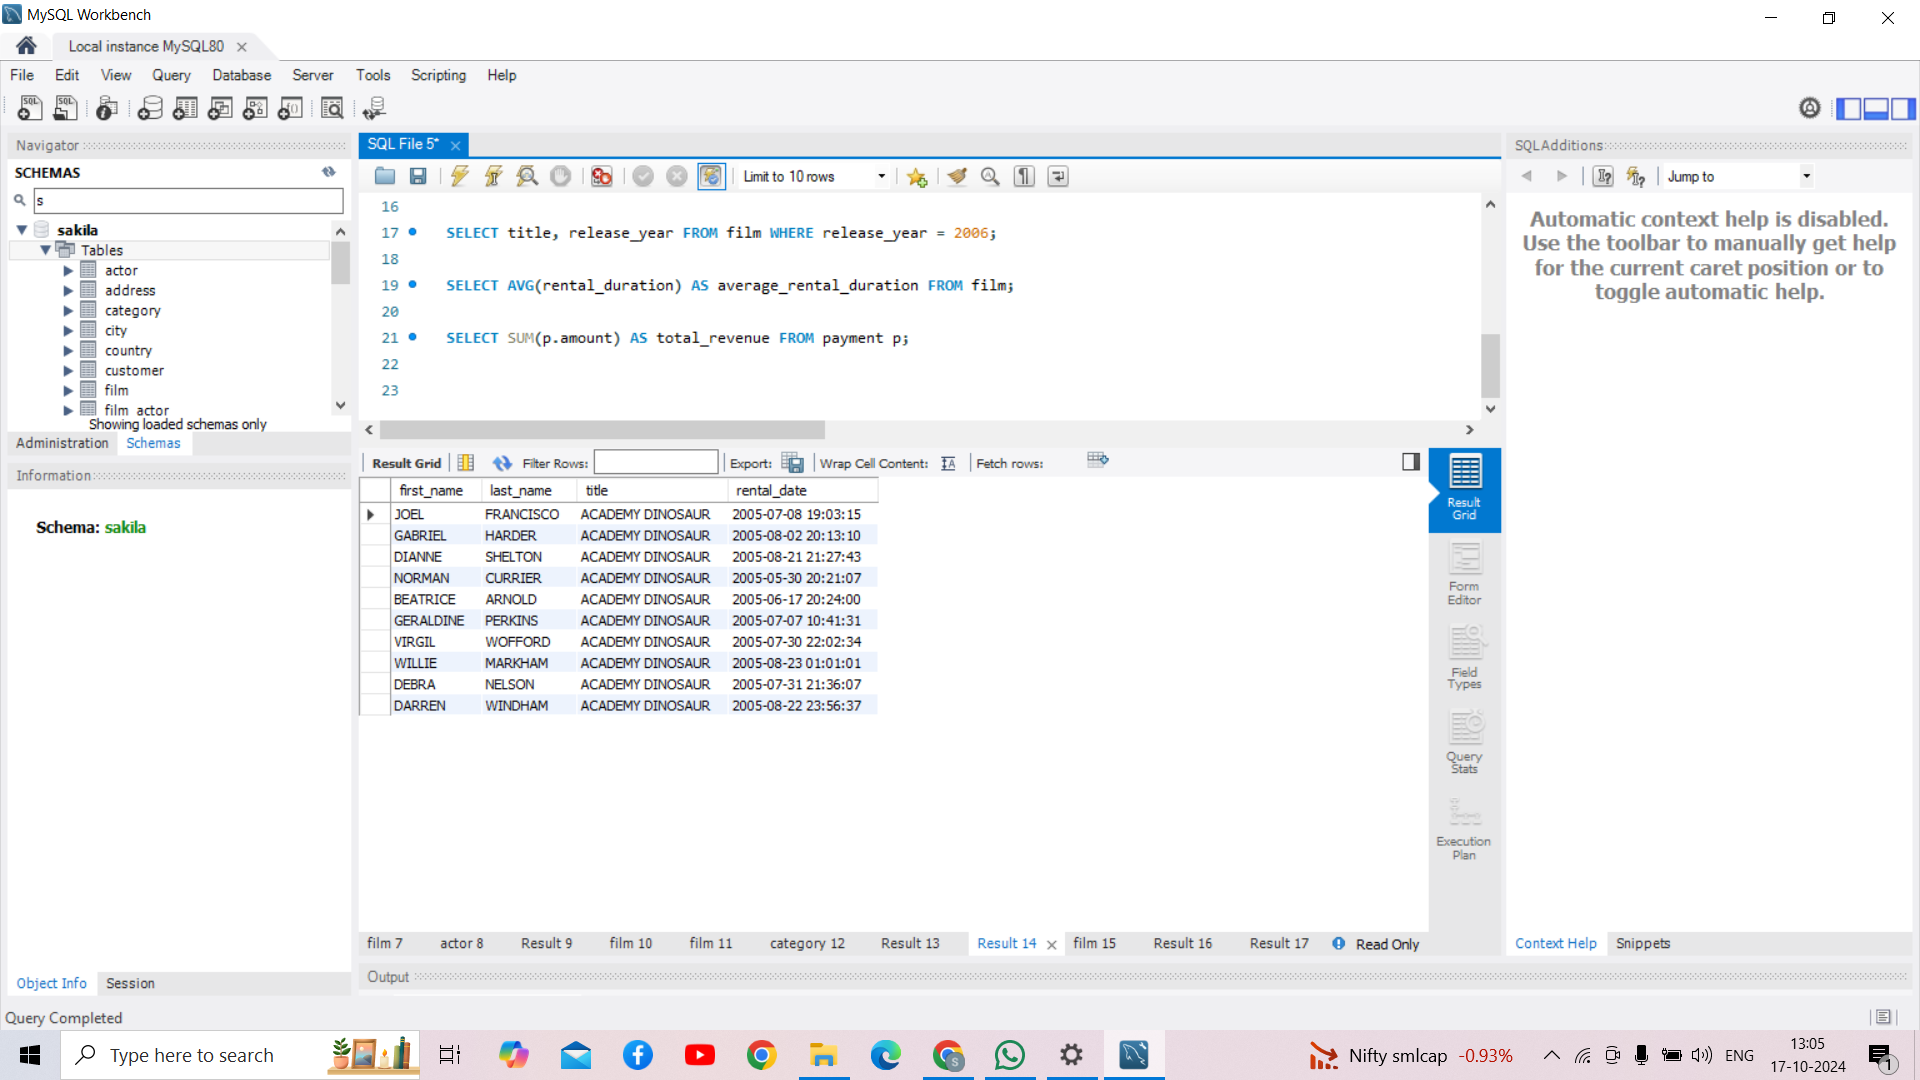 MySQL Workbench
Local instance MySQL80
File Edit View Query Database Server Tools Scripting Help
Navigator
SCHEMAS
s
sakila
Tables
actor
address
category
city
country
customer
film
film_actor
Showing loaded schemas only
Administration Schemas
Information
Schema: sakila
Object Info Session
Query Completed
SQL File 5*
Limit to 10 rows
16
17 SELECT title, release_year FROM film WHERE release_year = 2006;
18
19 SELECT AVG(rental_duration) AS average_rental_duration FROM film;
20
21 SELECT SUM(p.amount) AS total_revenue FROM payment p;
22
23
Result Grid Filter Rows: Export: Wrap Cell Content: Fetch rows:
first_name last_name title rental_date
JOEL FRANCISCO ACADEMY DINOSAUR 2005-07-08 19:03:15
GABRIEL HARDER ACADEMY DINOSAUR 2005-08-02 20:13:10
DIANNE SHELTON ACADEMY DINOSAUR 2005-08-21 21:27:43
NORMAN CURRIER ACADEMY DINOSAUR 2005-05-30 20:21:07
BEATRICE ARNOLD ACADEMY DINOSAUR 2005-06-17 20:24:00
GERALDINE PERKINS ACADEMY DINOSAUR 2005-07-07 10:41:31
VIRGIL WOFFORD ACADEMY DINOSAUR 2005-07-30 22:02:34
WILLIE MARKHAM ACADEMY DINOSAUR 2005-08-23 01:01:01
DEBRA NELSON ACADEMY DINOSAUR 2005-07-31 21:36:07
DARREN WINDHAM ACADEMY DINOSAUR 2005-08-22 23:56:37
Result
Grid
Form
Editor
Field
Types
Query
Stats
Execution
Plan
film 7 actor 8 Result 9 film 10 film 11 category 12 Result 13 Result 14 film 15 Result 16 Result 17 Read Only
Output
SQLAdditions
Jump to
Automatic context help is disabled.
Use the toolbar to manually get help
for the current caret position or to
toggle automatic help.
Context Help Snippets
Type here to search
Nifty smlcap -0.93%
ENG
13:05
17-10-2024
1